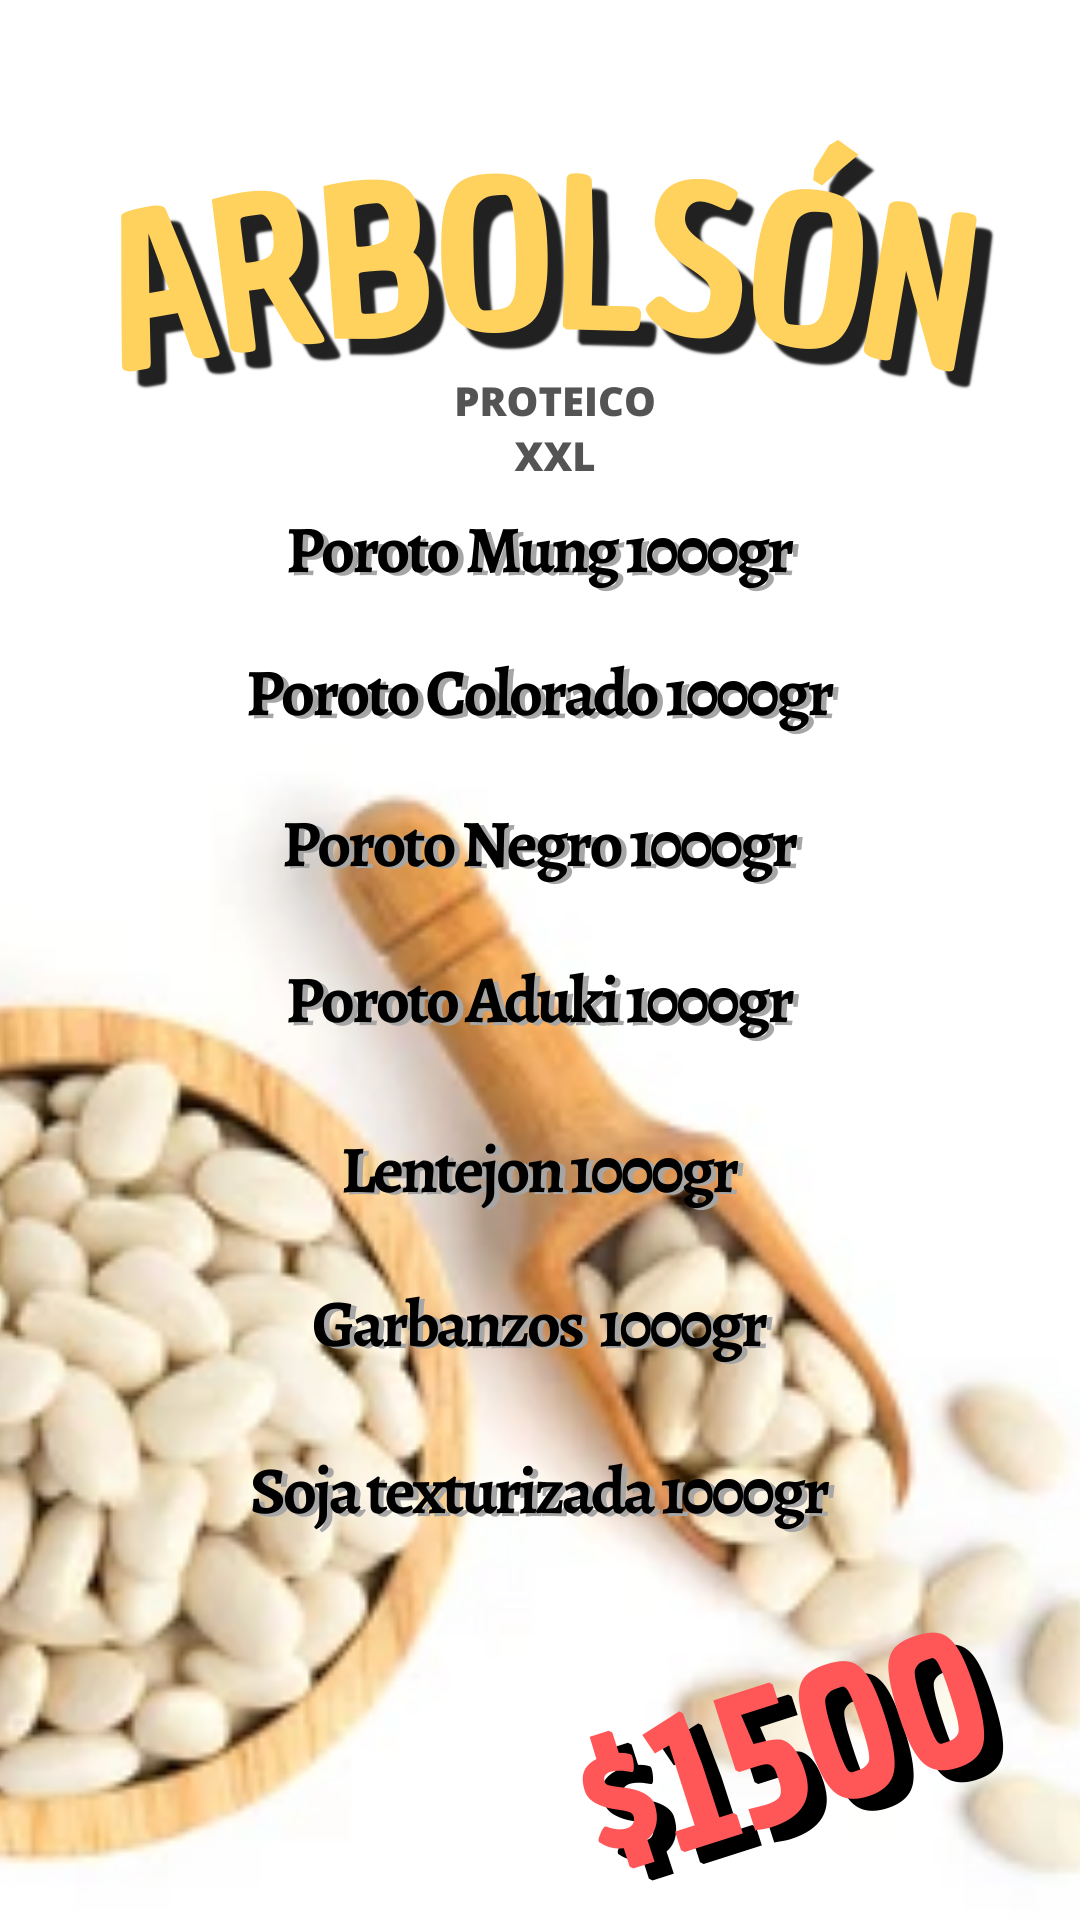 ARBOLSÓN
PROTEICO
XXL
Poroto Mung 1000gr
Poroto Colorado 1000gr
Poroto Negro 1000gr
Poroto Aduki 1000gr
Lentejon 1000gr
Garbanzos 1000gr
Soja texturizada 1000gr
$1500